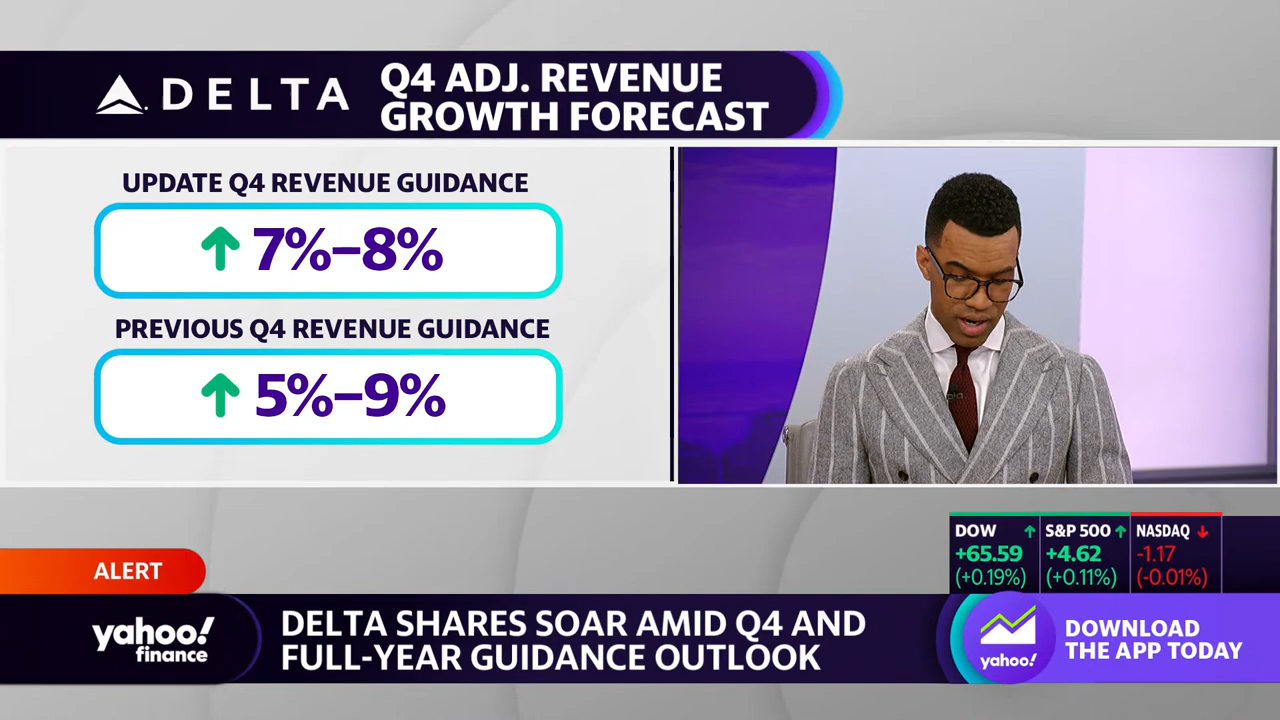 DELTA
Q4 ADJ. REVENUE
GROWTH FORECAST
UPDATE Q4 REVENUE GUIDANCE
7%–8%
PREVIOUS Q4 REVENUE GUIDANCE
5%–9%
DOW
+65.59
(+0.19%)
S&P 500
+4.62
(+0.11%)
NASDAQ
-1.17
(-0.01%)
ALERT
yahoo!
finance
DELTA SHARES SOAR AMID Q4 AND
FULL-YEAR GUIDANCE OUTLOOK
yahoo!
DOWNLOAD
THE APP TODAY